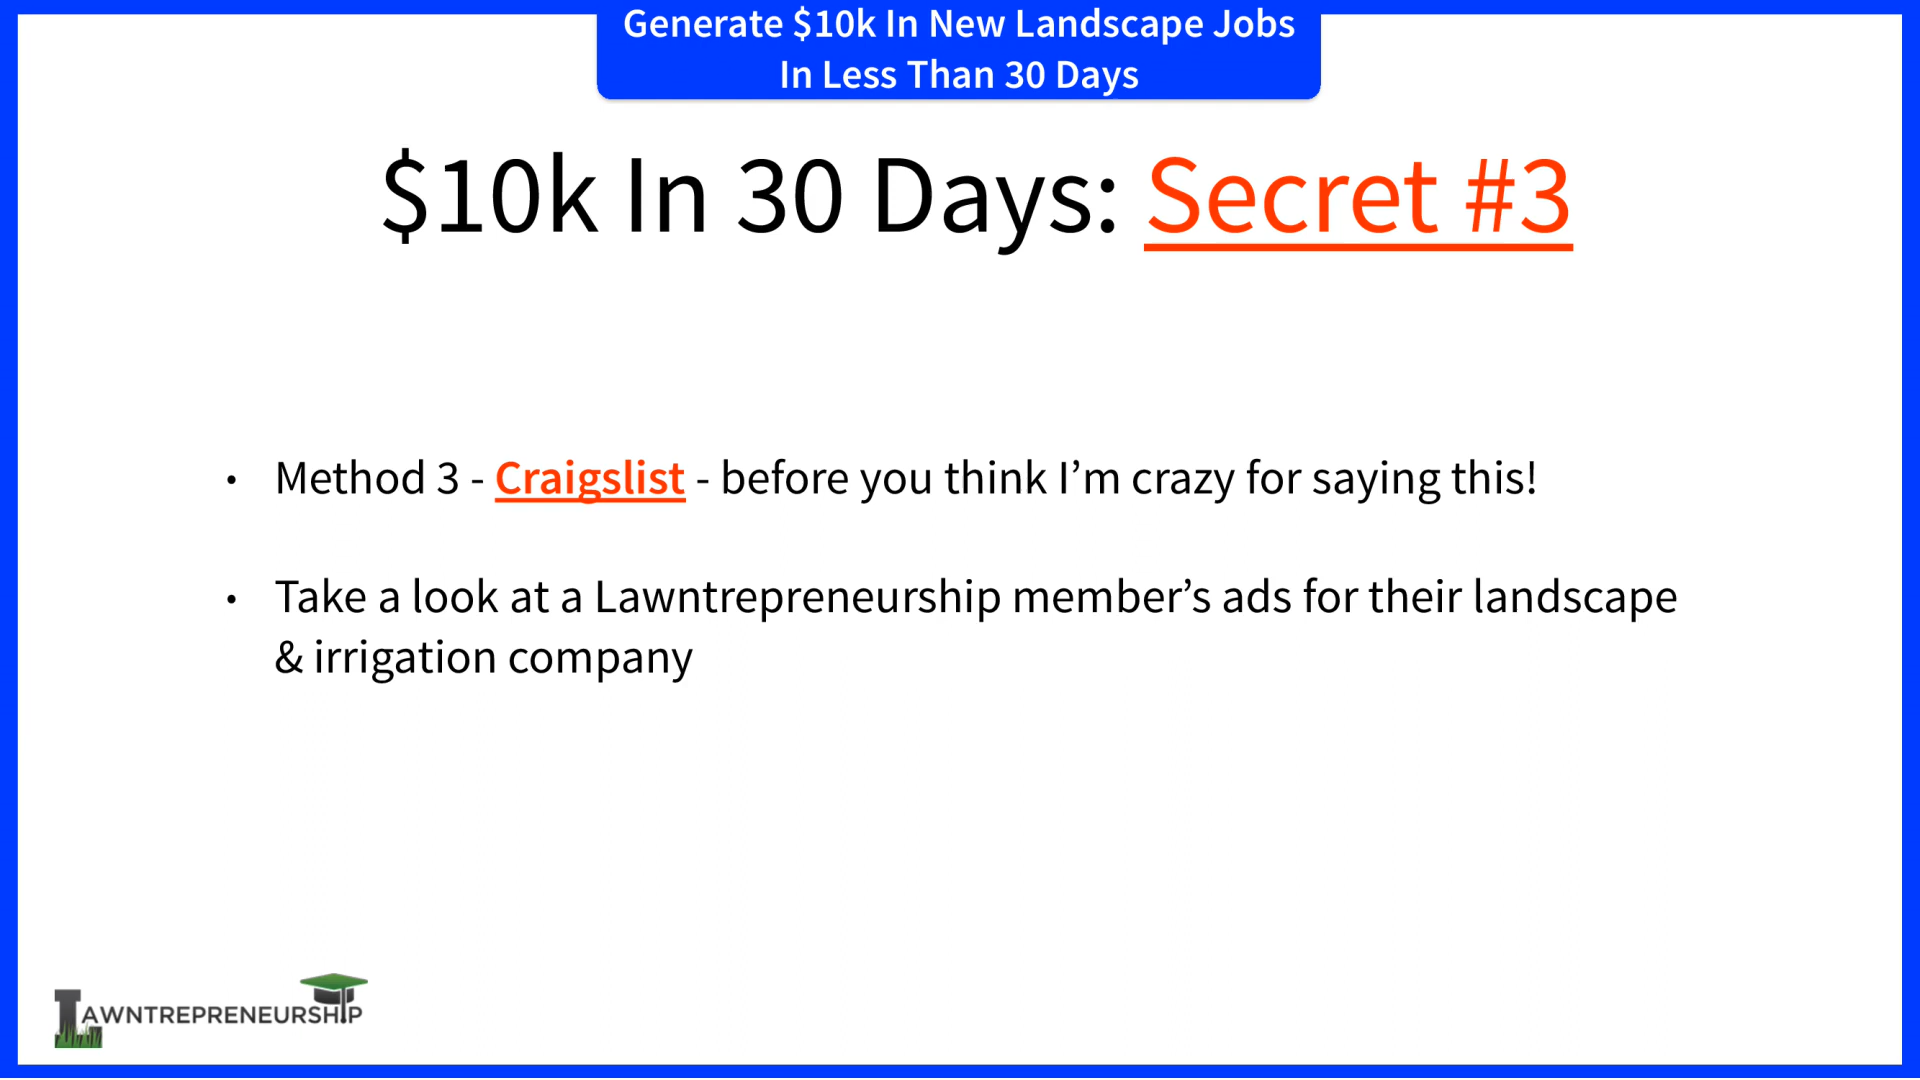 Generate $10k In New Landscape Jobs
In Less Than 30 Days
$10k In 30 Days: Secret #3
• Method 3 - Craigslist - before you think I’m crazy for saying this!
• Take a look at a Lawntrepreneurship member’s ads for their landscape
& irrigation company
LAWNTREPRENEURSHIP